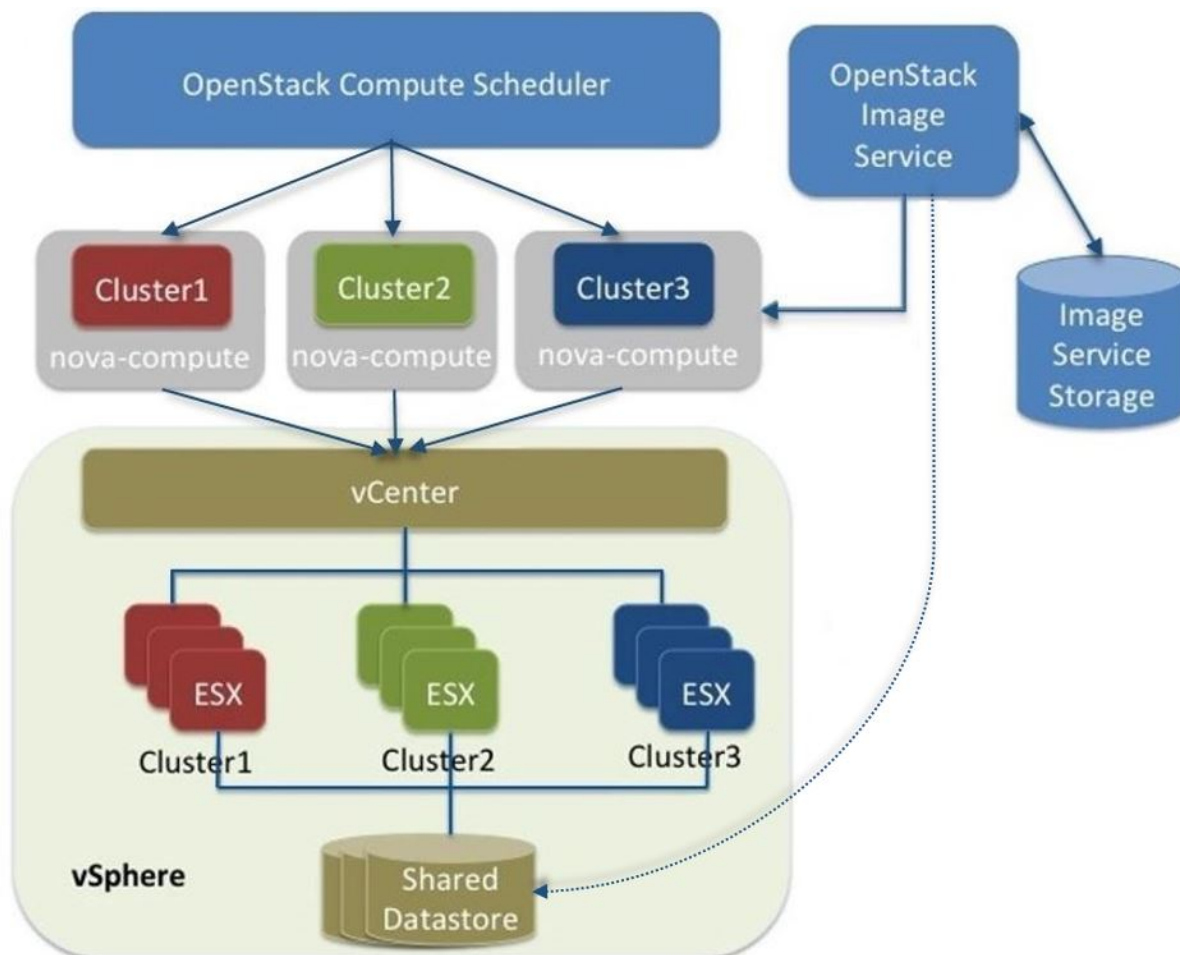 OpenStack Compute Scheduler
OpenStack
Image
Service
Cluster1
Cluster2
Cluster3
nova-compute
nova-compute
nova-compute
Image
Service
Storage
vCenter
ESX
ESX
ESX
Cluster1
Cluster2
Cluster3
vSphere
Shared
Datastore